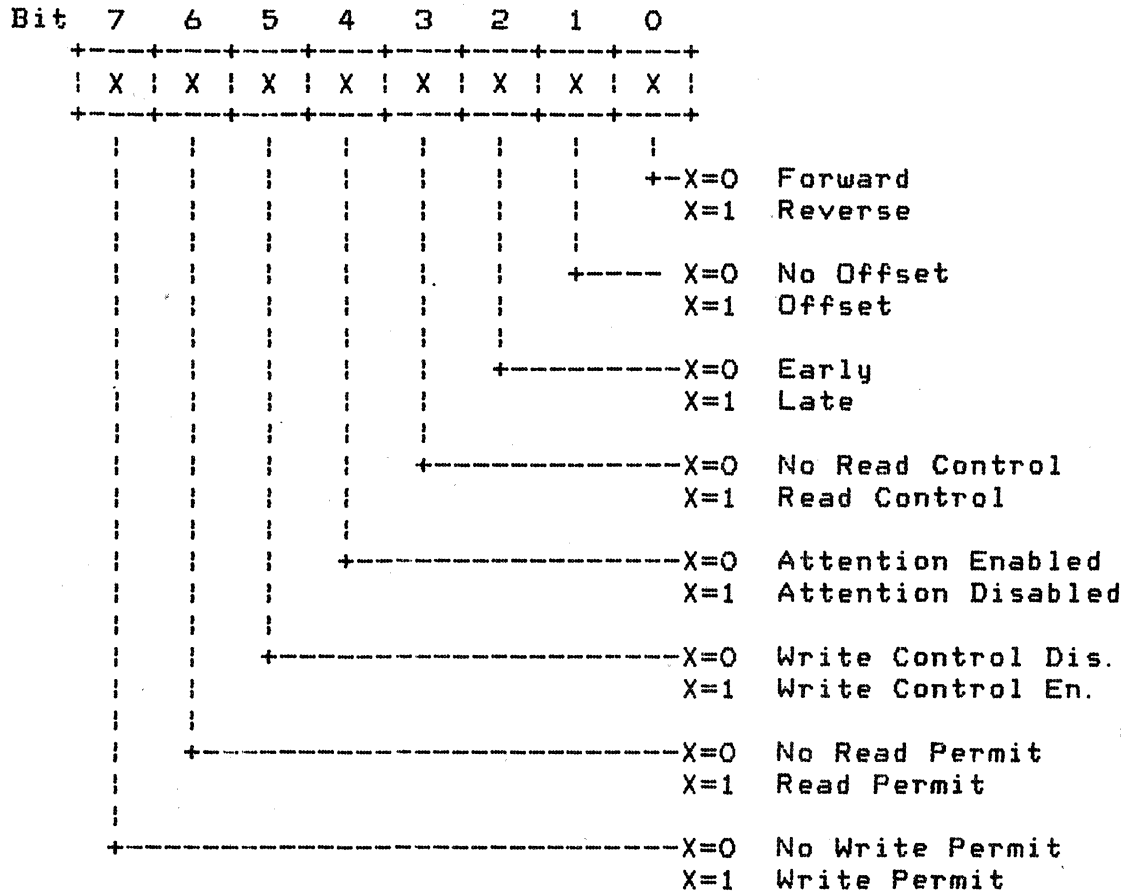 Bit 7 6 5 4 3 2 1 0
X X X X X X X X
X=0 Forward
X=1 Reverse
X=0 No Offset
X=1 Offset
X=0 Early
X=1 Late
X=0 No Read Control
X=1 Read Control
X=0 Attention Enabled
X=1 Attention Disabled
X=0 Write Control Dis.
X=1 Write Control En.
X=0 No Read Permit
X=1 Read Permit
X=0 No Write Permit
X=1 Write Permit